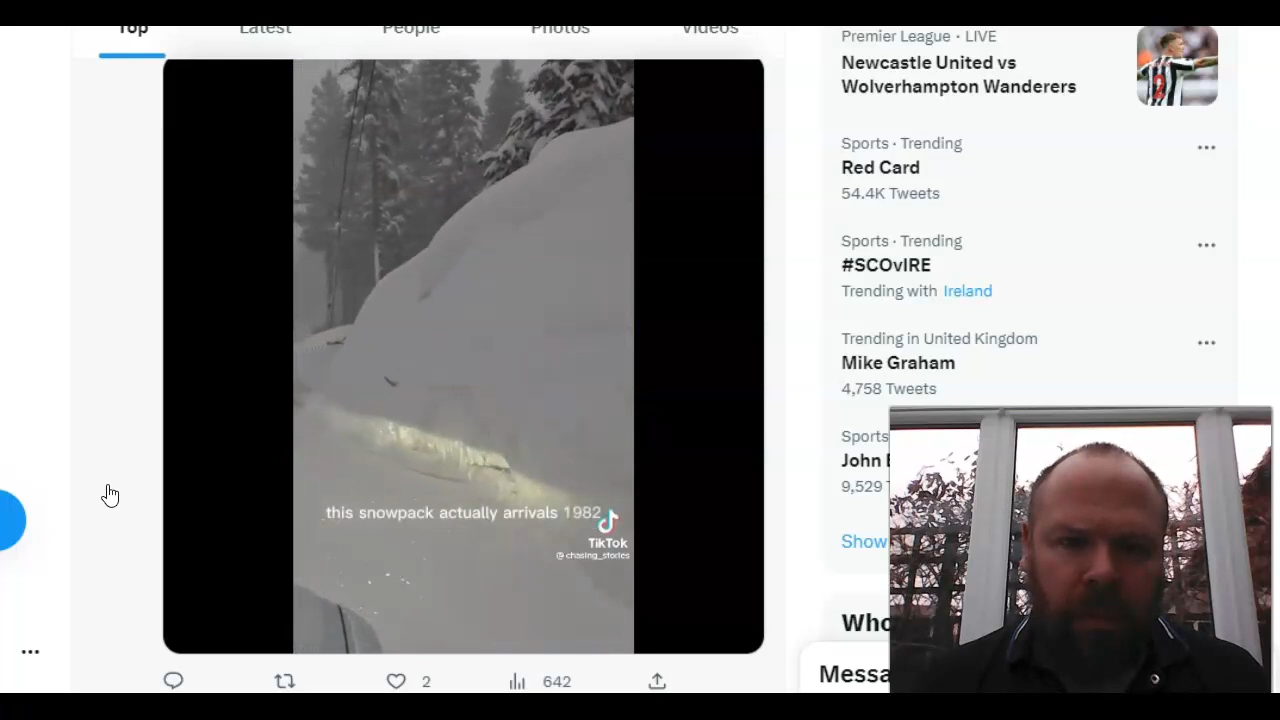 Top
Latest
People
Photos
Videos
this snowpack actually arrivals 1982
TikTok
@chasing_stories
2
642
Premier League · LIVE
Newcastle United vs
Wolverhampton Wanderers
Sports · Trending
Red Card
54.4K Tweets
Sports · Trending
#SCOvIRE
Trending with Ireland
Trending in United Kingdom
Mike Graham
4,758 Tweets
Sports
John
9,529
Show
Who
Messa